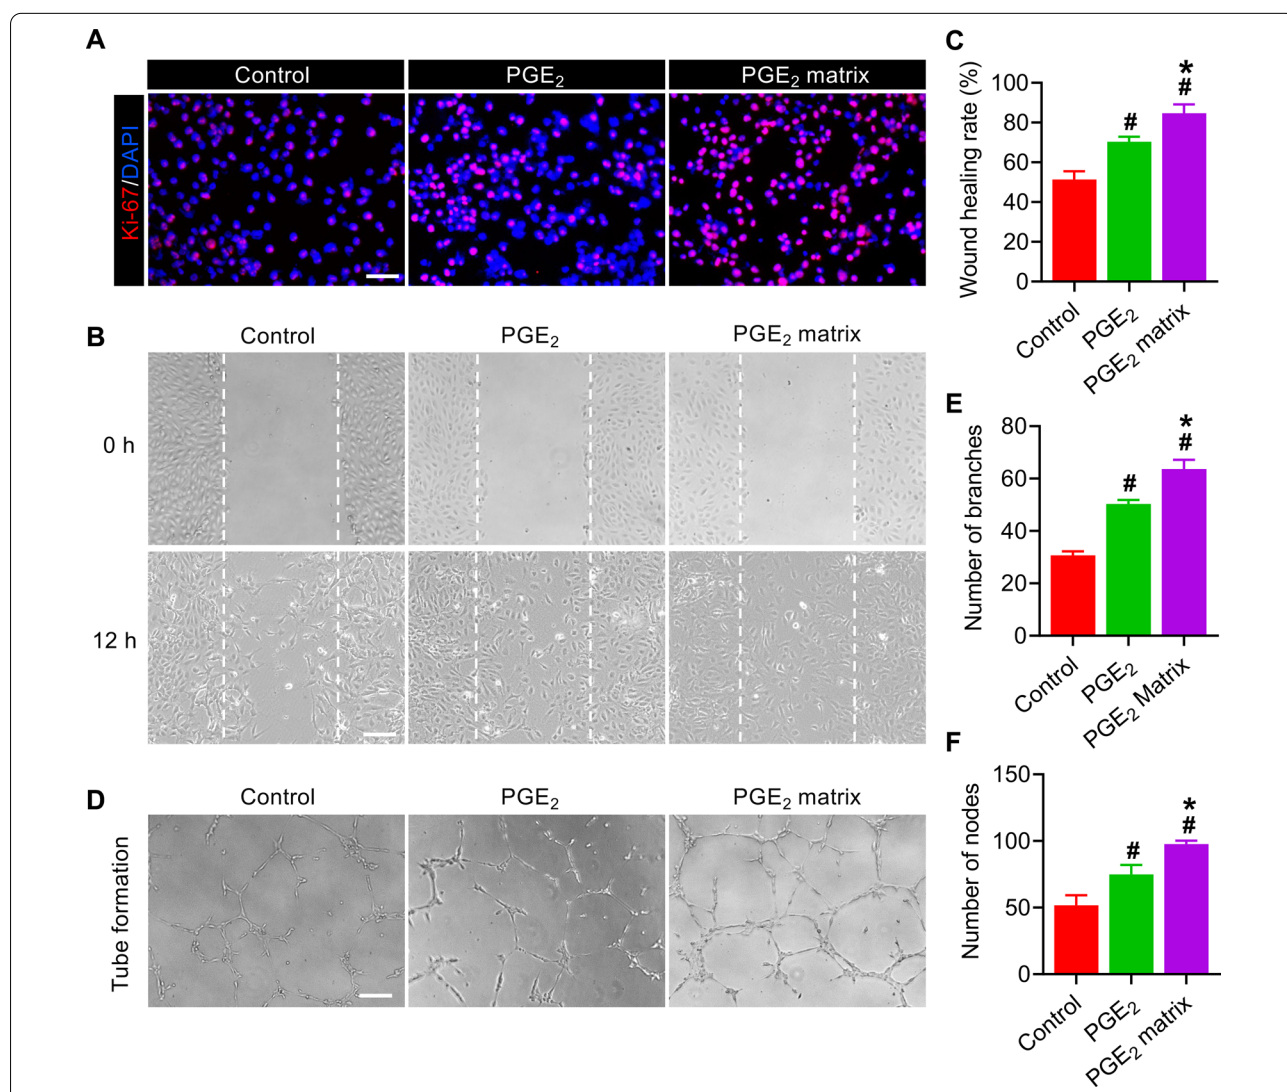 A
Control
PGE₂
PGE₂ matrix
Ki-67/DAPI
B
Control
PGE₂
PGE₂ matrix
0 h
12 h
D
Control
PGE₂
PGE₂ matrix
Tube formation
C
Wound healing rate (%)
100
80
60
40
20
0
#
*
#
Control
PGE₂
PGE₂ matrix
E
Number of branches
80
60
40
20
0
#
*
#
Control
PGE₂
PGE₂ Matrix
F
Number of nodes
150
100
50
0
#
*
#
Control
PGE₂
PGE₂ matrix